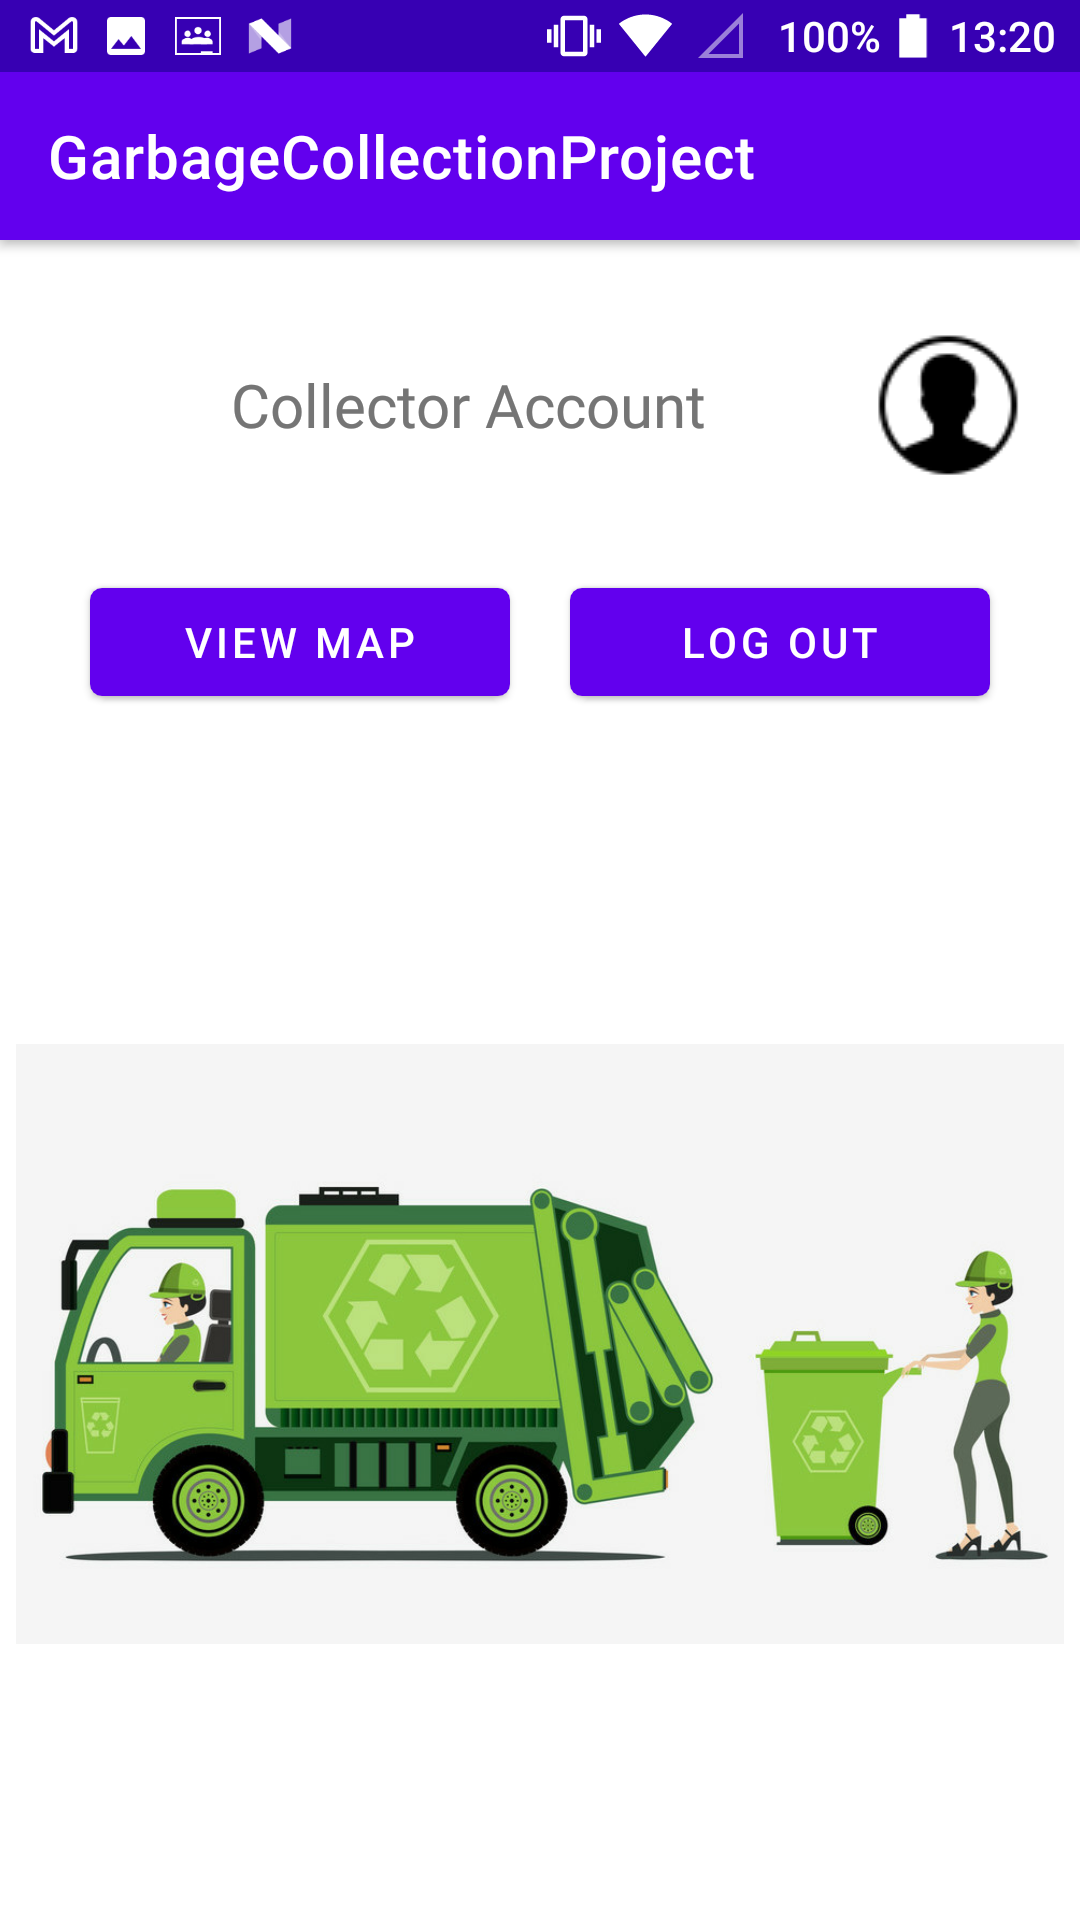 100% 13:20
GarbageCollectionProject
Collector Account
VIEW MAP
LOG OUT